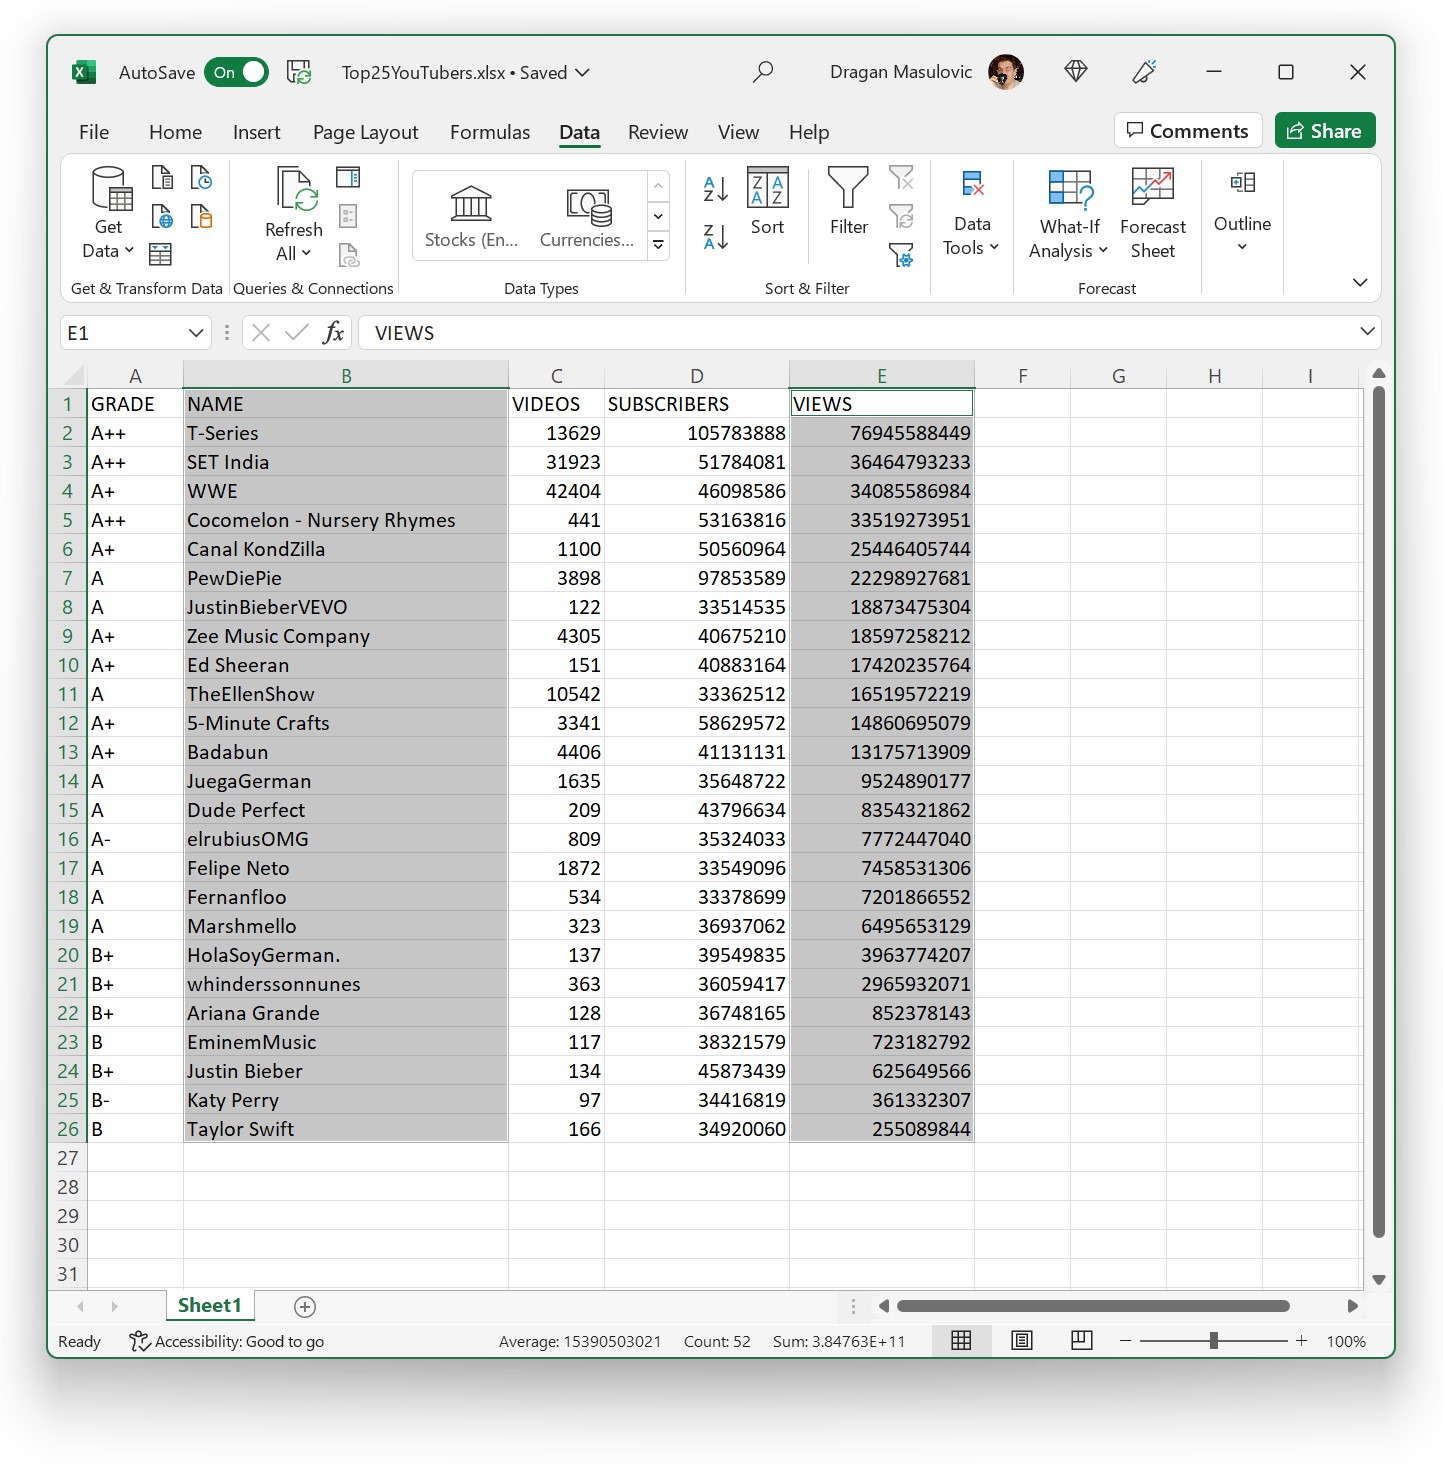 AutoSave On Top25YouTubers.xlsx • Saved Dragan Masulovic
File Home Insert Page Layout Formulas Data Review View Help Comments Share
Get Data Refresh All Stocks (En... Currencies... Sort Filter Data Tools What-If Analysis Forecast Sheet Outline
Get & Transform Data Queries & Connections Data Types Sort & Filter Forecast
E1 fx VIEWS
A B C D E F G H I
1 GRADE NAME VIDEOS SUBSCRIBERS VIEWS
2 A++ T-Series 13629 105783888 76945588449
3 A++ SET India 31923 51784081 36464793233
4 A+ WWE 42404 46098586 34085586984
5 A++ Cocomelon - Nursery Rhymes 441 53163816 33519273951
6 A+ Canal KondZilla 1100 50560964 25446405744
7 A PewDiePie 3898 97853589 22298927681
8 A JustinBieberVEVO 122 33514535 18873475304
9 A+ Zee Music Company 4305 40675210 18597258212
10 A+ Ed Sheeran 151 40883164 17420235764
11 A TheEllenShow 10542 33362512 16519572219
12 A+ 5-Minute Crafts 3341 58629572 14860695079
13 A+ Badabun 4406 41131131 13175713909
14 A JuegaGerman 1635 35648722 9524890177
15 A Dude Perfect 209 43796634 8354321862
16 A- elrubiusOMG 809 35324033 7772447040
17 A Felipe Neto 1872 33549096 7458531306
18 A Fernanfloo 534 33378699 7201866552
19 A Marshmello 323 36937062 6495653129
20 B+ HolaSoyGerman. 137 39549835 3963774207
21 B+ whinderssonnunes 363 36059417 2965932071
22 B+ Ariana Grande 128 36748165 852378143
23 B EminemMusic 117 38321579 723182792
24 B+ Justin Bieber 134 45873439 625649566
25 B- Katy Perry 97 34416819 361332307
26 B Taylor Swift 166 34920060 255089844
27
28
29
30
31
Sheet1
Ready Accessibility: Good to go Average: 15390503021 Count: 52 Sum: 3.84763E+11 100%